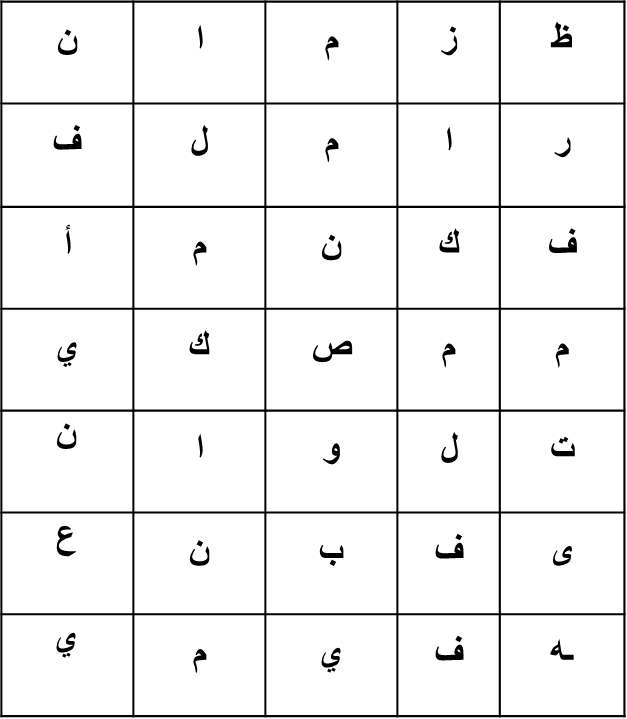 ظ ز م ا ن
ر ا م ل ف
ف ك ن م أ
م م ص ك ي
ت ل و ا ن
ى ف ب ن ع
ـه ف ي م ي